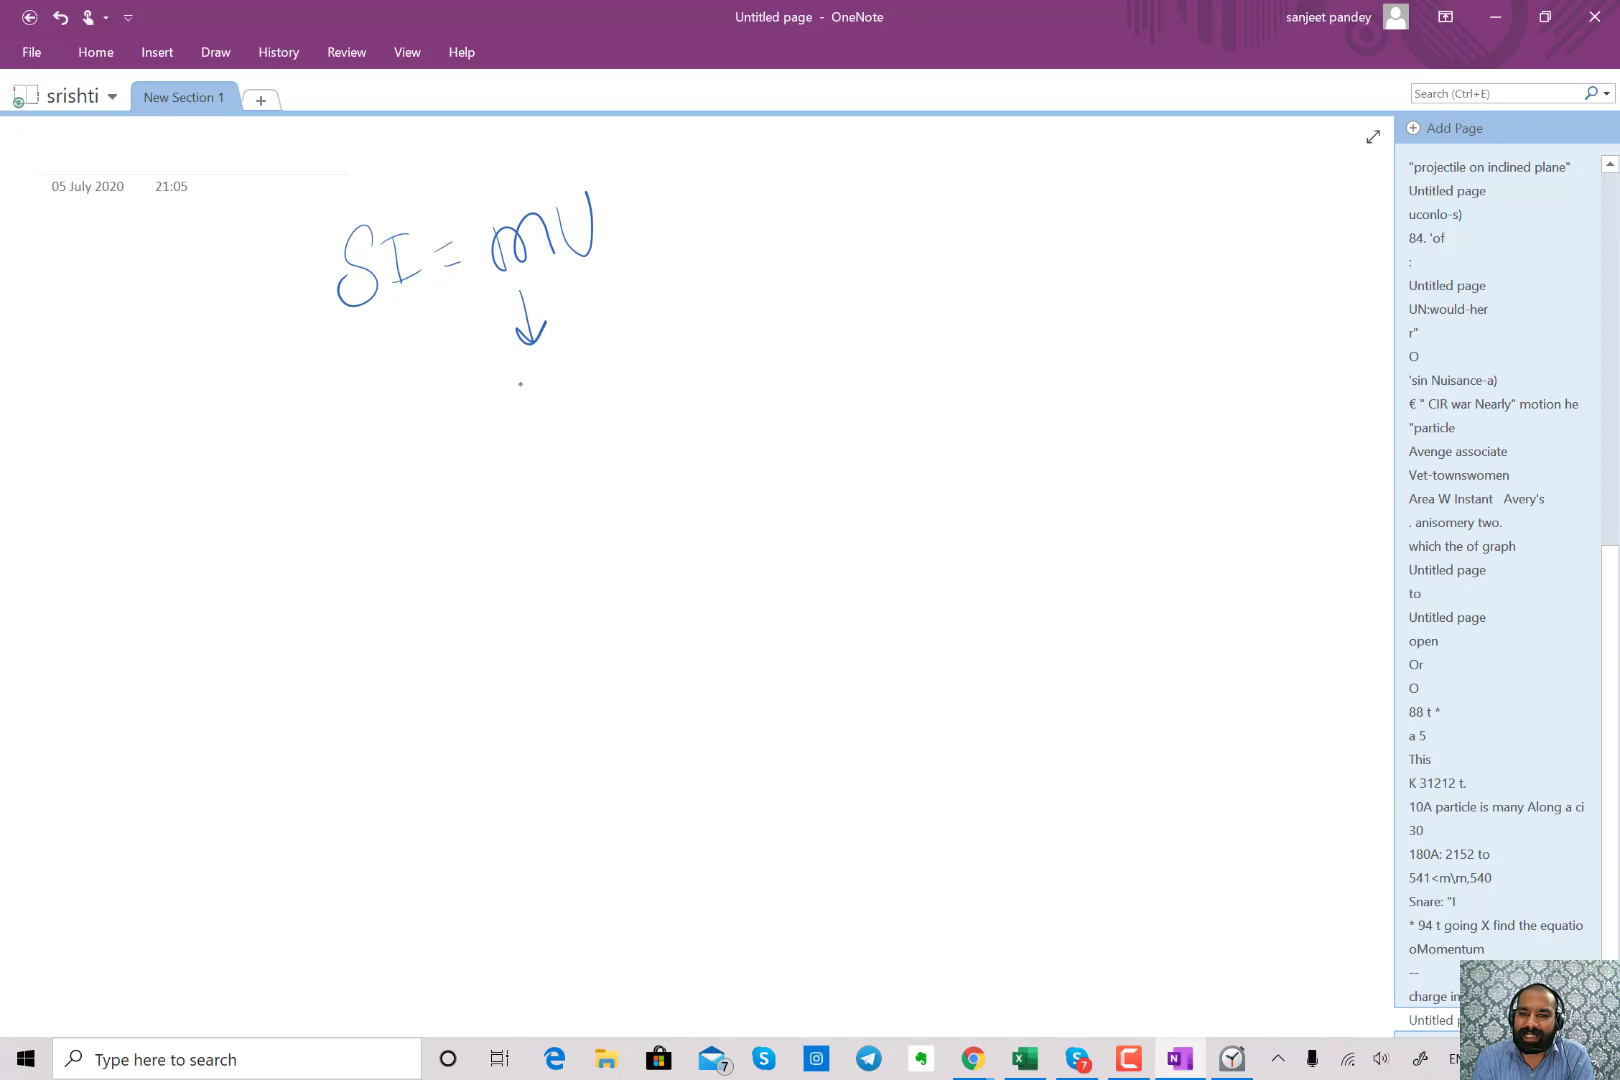 Untitled page - OneNote
sanjeet pandey
File Home Insert Draw History Review View Help
srishti New Section 1
Search (Ctrl+E)
Add Page
05 July 2020 21:05
SI = mV
"projectile on inclined plane"
Untitled page
uconlo-s)
84. 'of
:
Untitled page
UN:would-her
r"
O
'sin Nuisance-a)
€ " CIR war Nearly" motion he
"particle
Avenge associate
Vet-townswomen
Area W Instant Avery's
. anisomery two.
which the of graph
Untitled page
to
Untitled page
open
Or
O
88 t *
a 5
This
K 31212 t.
10A particle is many Along a ci
30
180A: 2152 to
541<m\rn,540
Snare: "I
* 94 t going X find the equatio
oMomentum
--
charge in
Untitled p
Type here to search
7
7